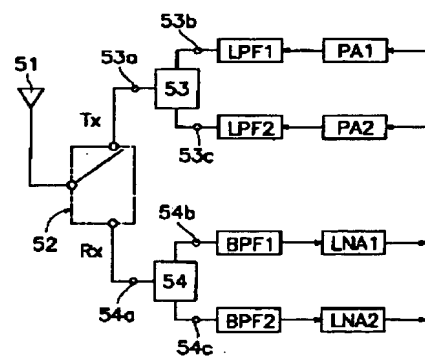 51
53a
53b
LPF1
PA1
53
Tx
LPF2
PA2
53c
52
Rx
54a
54b
BPF1
LNA1
54
BPF2
LNA2
54c